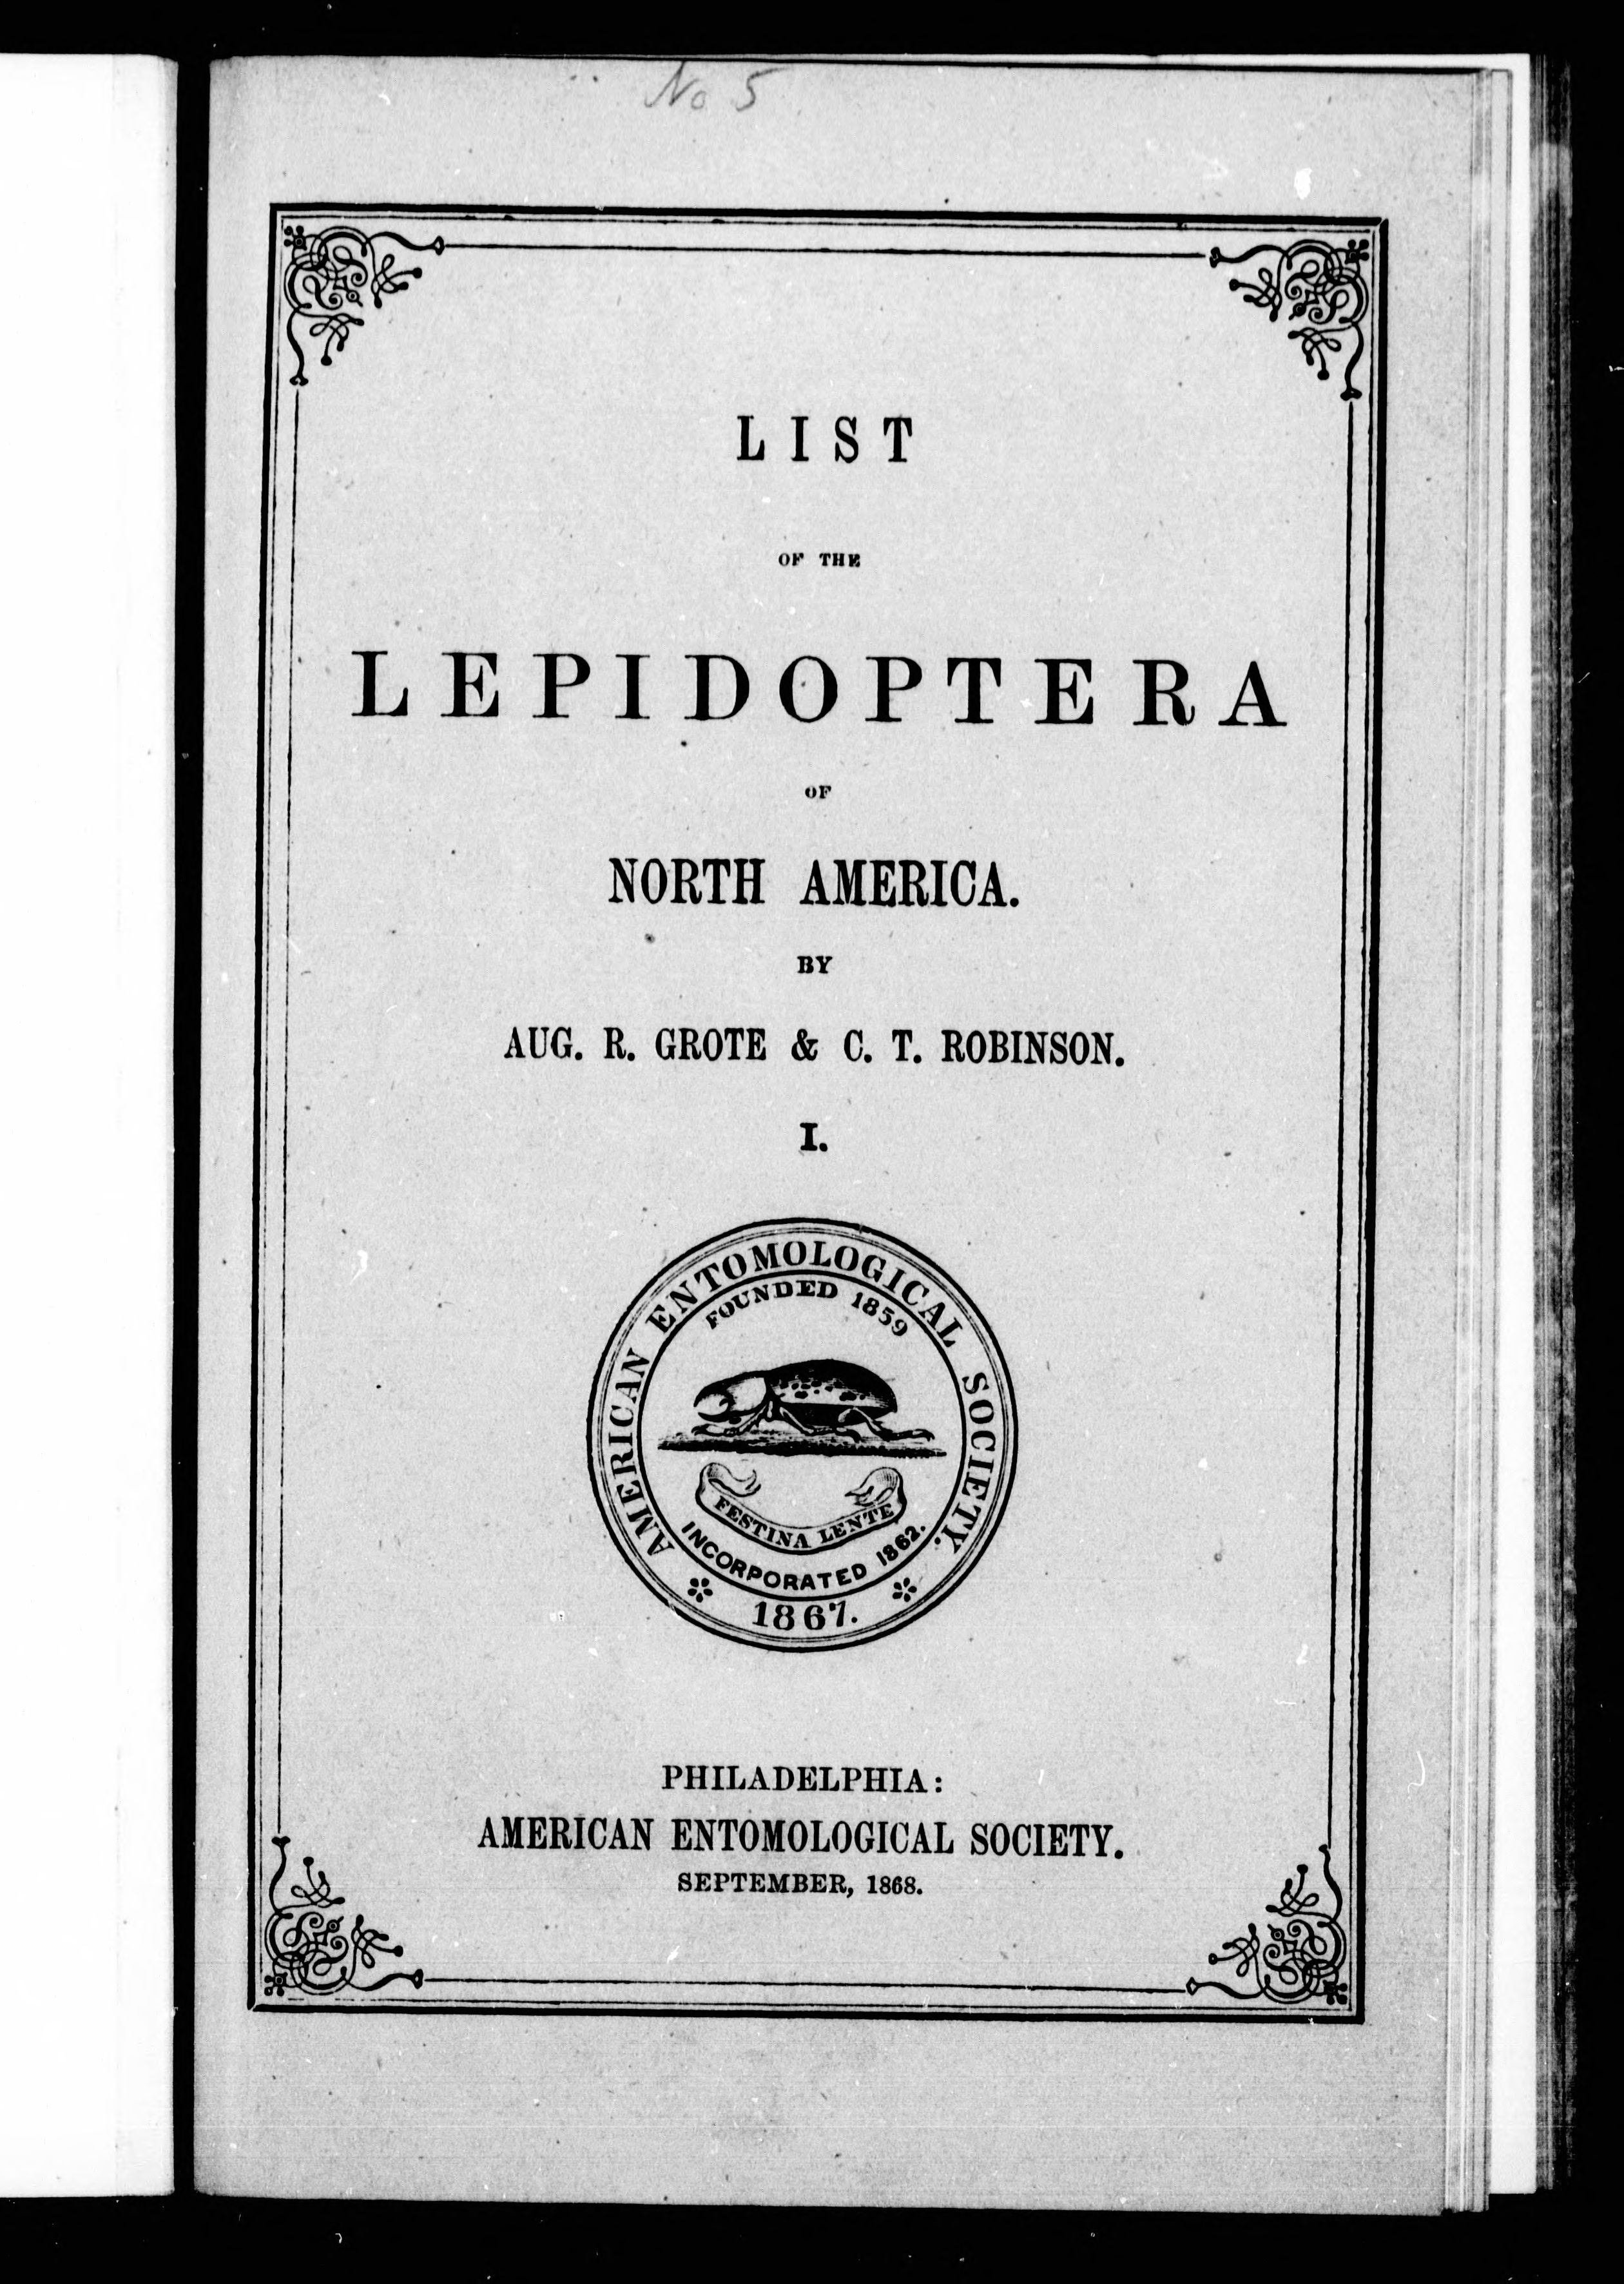 No 5
LIST
OF THE
LEPIDOPTERA
OF
NORTH AMERICA.
BY
AUG. R. GROTE & C. T. ROBINSON.
I.
AMERICAN ENTOMOLOGICAL SOCIETY.
FOUNDED 1859
FESTINA LENTE
INCORPORATED 1862.
1867.
PHILADELPHIA:
AMERICAN ENTOMOLOGICAL SOCIETY.
SEPTEMBER, 1868.